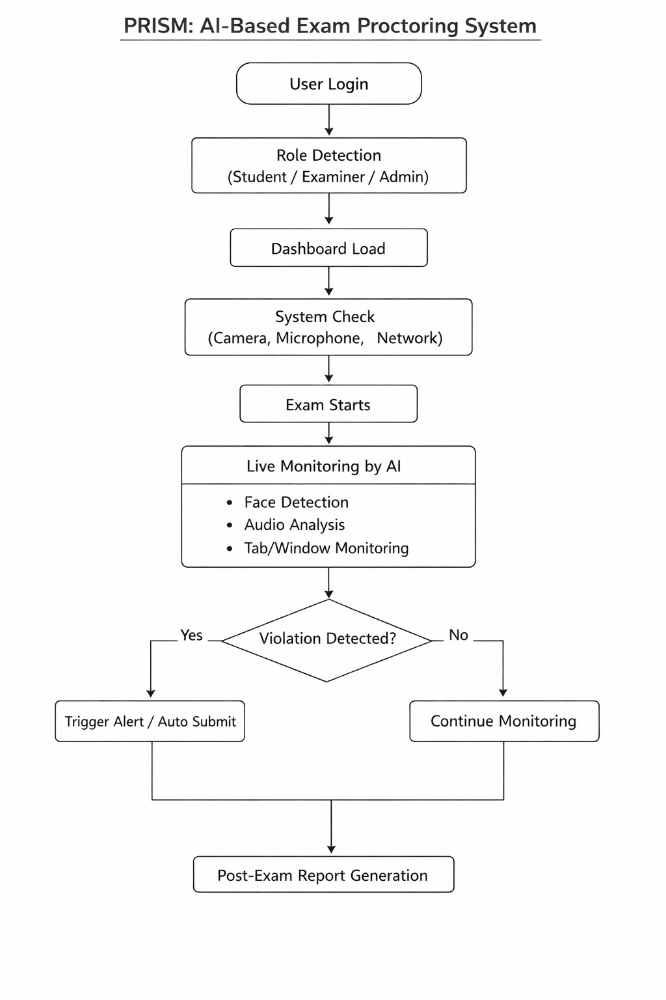 PRISM: AI-Based Exam Proctoring System
User Login
Role Detection
(Student / Examiner / Admin)
Dashboard Load
System Check
(Camera, Microphone, Network)
Exam Starts
Live Monitoring by AI
• Face Detection
• Audio Analysis
• Tab/Window Monitoring
Violation Detected?
Yes
No
Trigger Alert / Auto Submit
Continue Monitoring
Post-Exam Report Generation